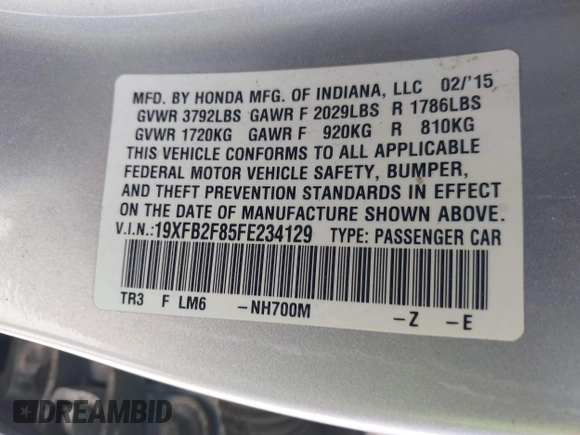 MFD. BY HONDA MFG. OF INDIANA, LLC 02/'15
GVWR 3792LBS GAWR F 2029LBS R 1786LBS
GVWR 1720KG GAWR F 920KG R 810KG
THIS VEHICLE CONFORMS TO ALL APPLICABLE
FEDERAL MOTOR VEHICLE SAFETY, BUMPER,
AND THEFT PREVENTION STANDARDS IN EFFECT
ON THE DATE OF MANUFACTURE SHOWN ABOVE.
V.I.N.:19XFB2F85FE234129 TYPE: PASSENGER CAR
TR3 F LM6 -NH700M -Z -E
DREAMBID